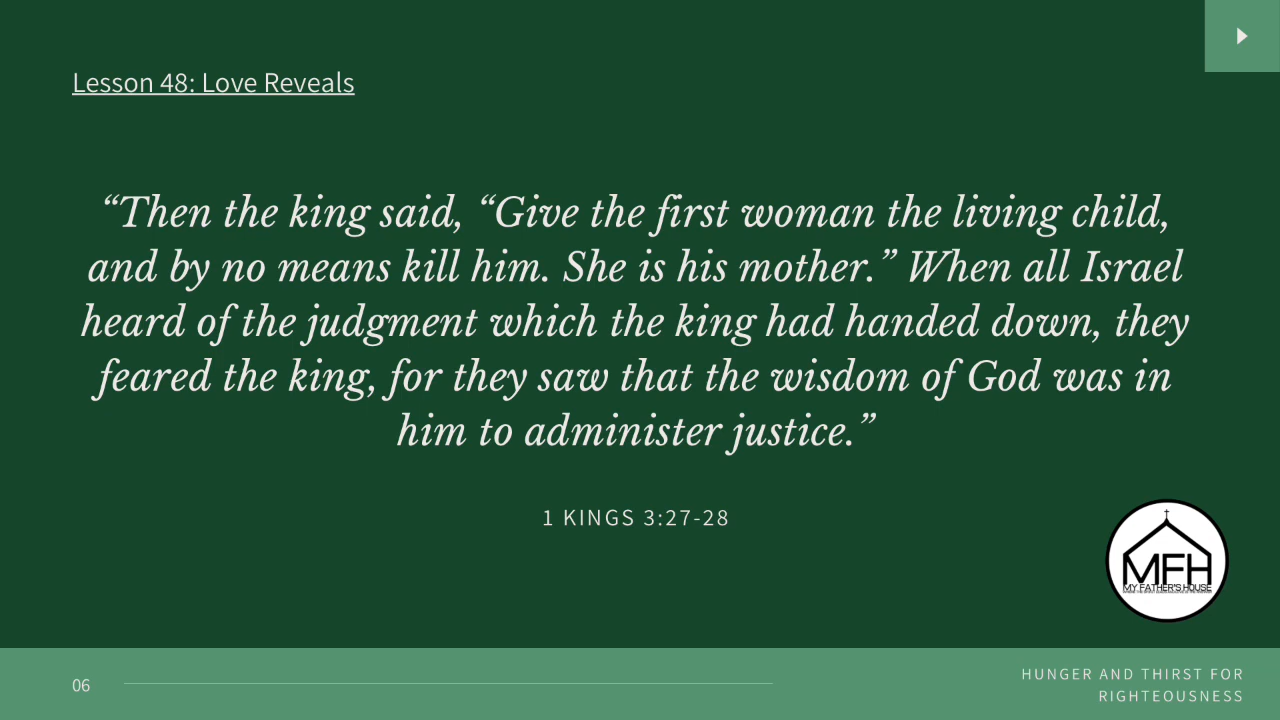 Lesson 48: Love Reveals
“Then the king said, “Give the first woman the living child,
and by no means kill him. She is his mother.” When all Israel
heard of the judgment which the king had handed down, they
feared the king, for they saw that the wisdom of God was in
him to administer justice.”
1 KINGS 3:27-28
MFH
MY FATHER'S HOUSE
06
HUNGER AND THIRST FOR
RIGHTEOUSNESS